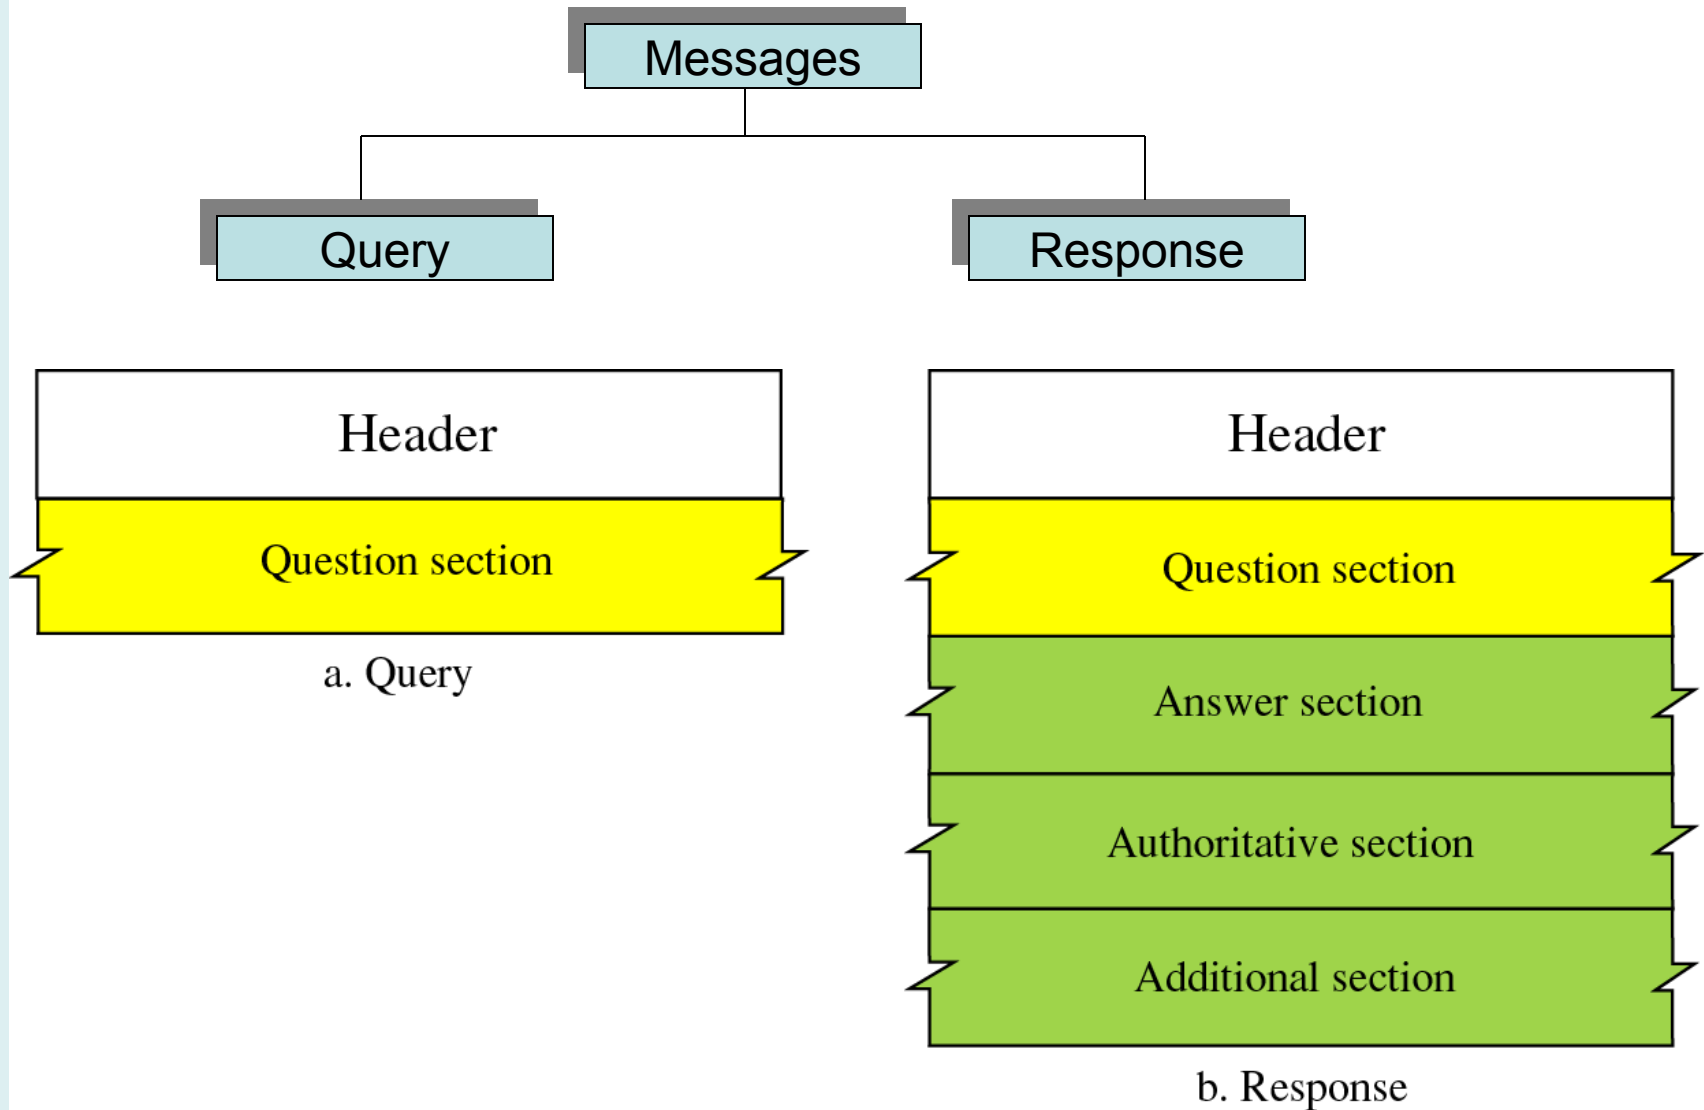 Messages
Query
Response
Header
Question section
a. Query
Header
Question section
Answer section
Authoritative section
Additional section
b. Response